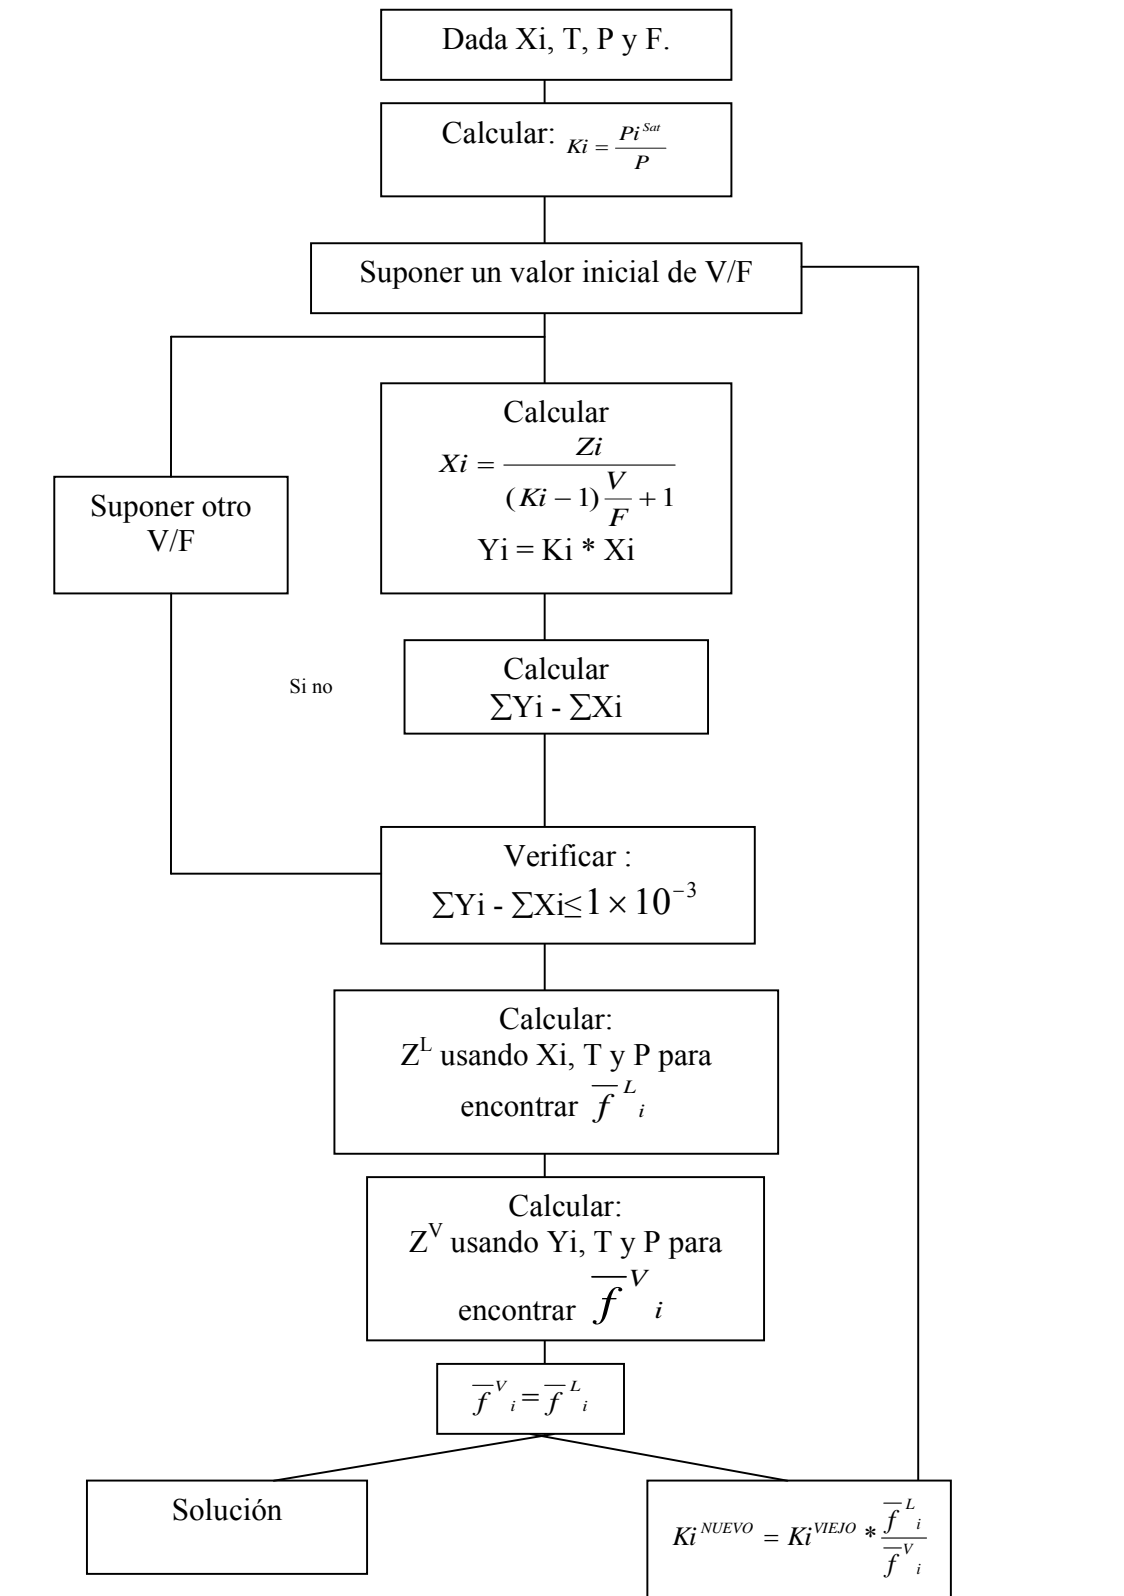 Dada Xi, T, P y F.
Calcular: Ki = Pi^Sat / P
Suponer un valor inicial de V/F
Calcular
Xi = Zi / ((Ki − 1) V/F + 1)
Yi = Ki * Xi
Suponer otro
V/F
Calcular
∑Yi - ∑Xi
Si no
Verificar :
∑Yi - ∑Xi≤ 1 × 10^−3
Calcular:
Z^L usando Xi, T y P para
encontrar f̅^L_i
Calcular:
Z^V usando Yi, T y P para
encontrar f̅^V_i
f̅^V_i = f̅^L_i
Solución
Ki^NUEVO = Ki^VIEJO * f̅^L_i / f̅^V_i